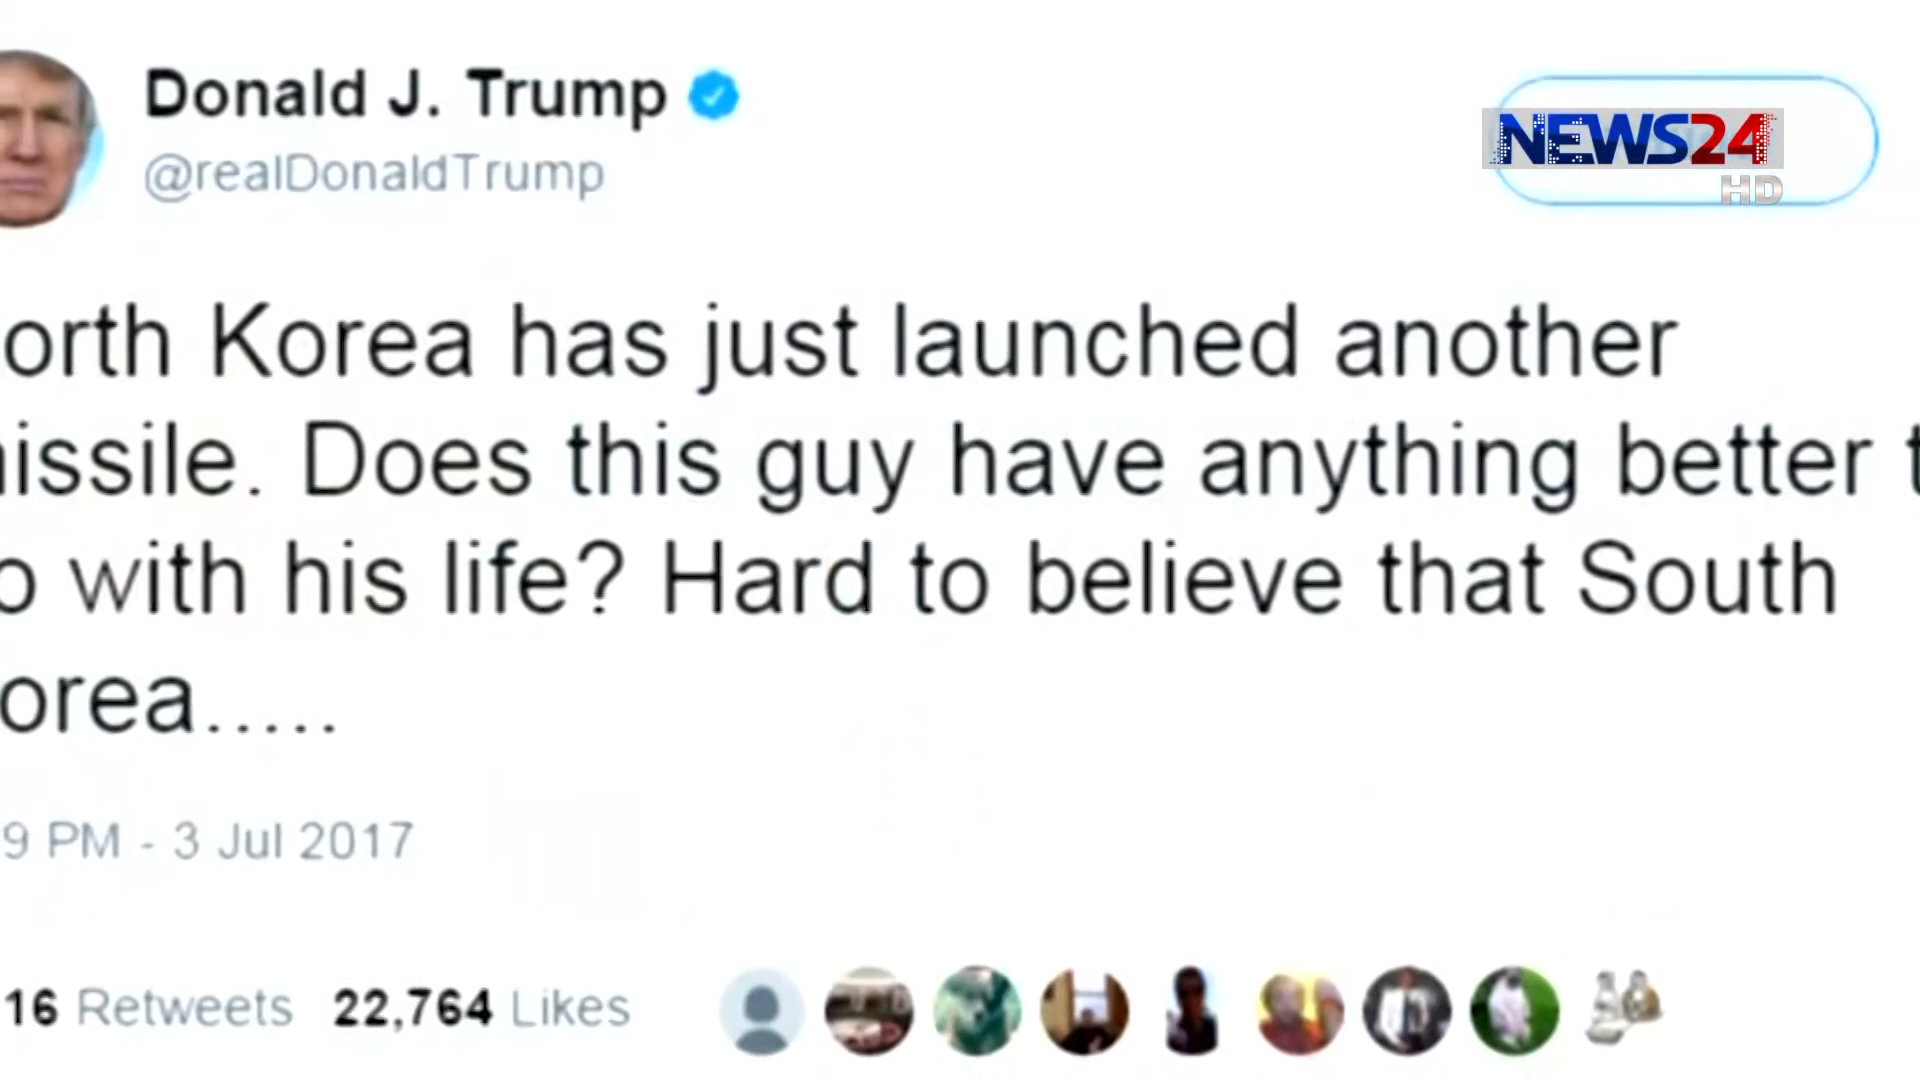 Donald J. Trump
@realDonaldTrump
NEWS24
HD
orth Korea has just launched another
issile. Does this guy have anything better t
o with his life? Hard to believe that South
orea.....
9 PM - 3 Jul 2017
16 Retweets 22,764 Likes